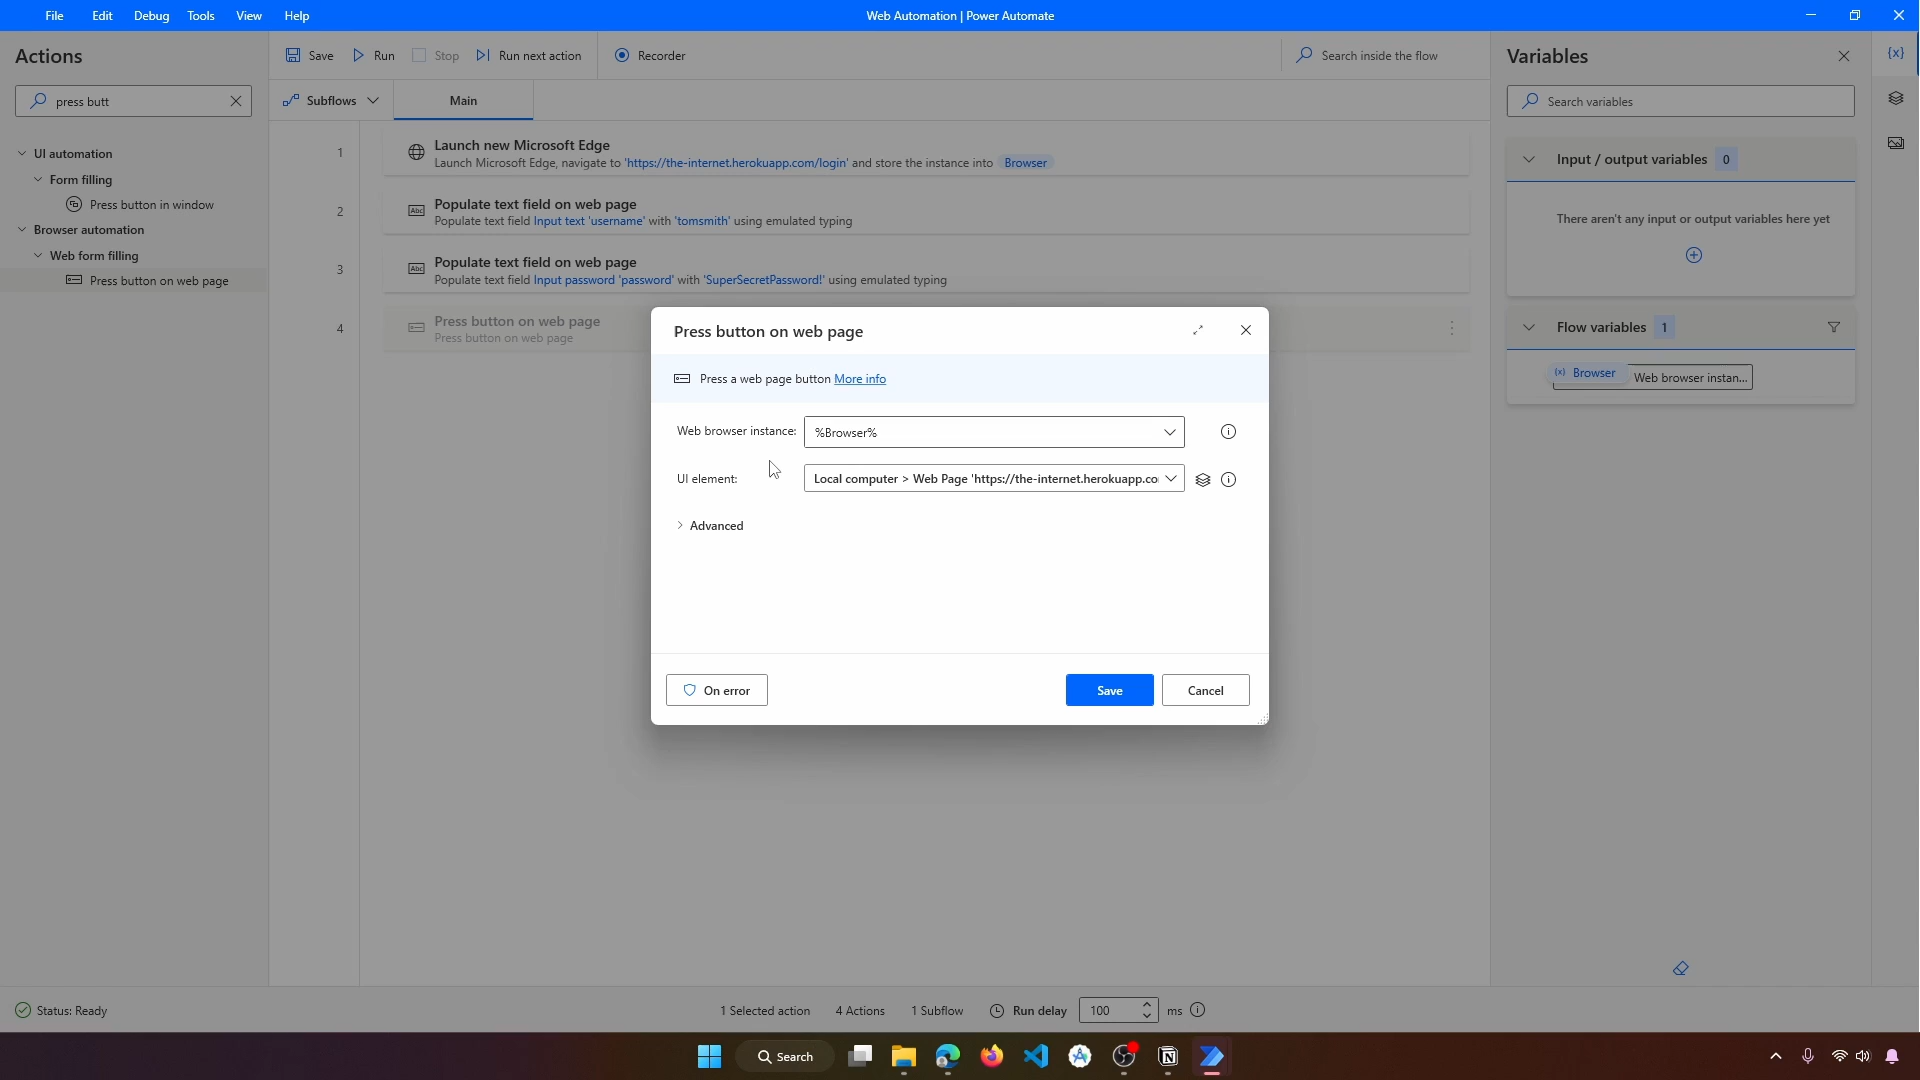 File Edit Debug Tools View Help
Web Automation | Power Automate
Actions
Save Run Stop Run next action Recorder
Search inside the flow
Variables
{x}
press butt
Subflows Main
Search variables
UI automation
Form filling
Press button in window
Browser automation
Web form filling
Press button on web page
1
Launch new Microsoft Edge
Launch Microsoft Edge, navigate to 'https://the-internet.herokuapp.com/login' and store the instance into Browser
2
Abc
Populate text field on web page
Populate text field Input text 'username' with 'tomsmith' using emulated typing
3
Abc
Populate text field on web page
Populate text field Input password 'password' with 'SuperSecretPassword!' using emulated typing
4
Press button on web page
Press button on web page
Press button on web page
Press a web page button More info
Web browser instance: %Browser%
UI element: Local computer > Web Page 'https://the-internet.herokuapp.co
Advanced
On error Save Cancel
Input / output variables 0
There aren't any input or output variables here yet
Flow variables 1
{x} Browser Web browser instan...
Status: Ready
1 Selected action 4 Actions 1 Subflow Run delay 100 ms
Search